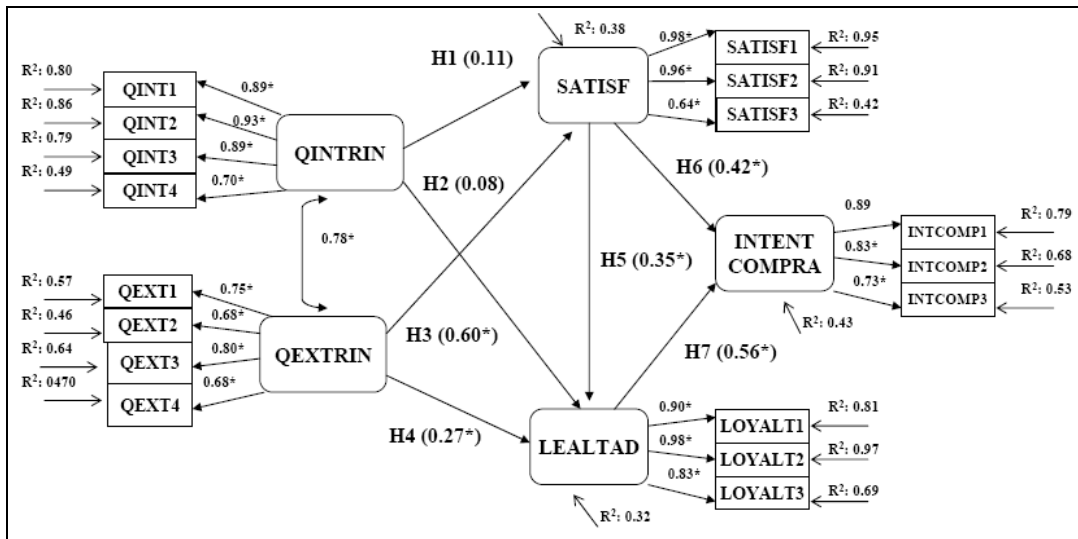 R²: 0.38
H1 (0.11)
SATISF
0.98*
0.96*
0.64*
SATISF1
SATISF2
SATISF3
R²: 0.95
R²: 0.91
R²: 0.42
R²: 0.80
R²: 0.86
R²: 0.79
R²: 0.49
QINT1
QINT2
QINT3
QINT4
0.89*
0.93*
0.89*
0.70*
QINTRIN
H2 (0.08)
H6 (0.42*)
0.78*
H5 (0.35*)
INTENT
COMPRA
0.89
0.83*
0.73*
INTCOMP1
INTCOMP2
INTCOMP3
R²: 0.79
R²: 0.68
R²: 0.53
R²: 0.43
R²: 0.57
R²: 0.46
R²: 0.64
R²: 0470
QEXT1
QEXT2
QEXT3
QEXT4
0.75*
0.68*
0.80*
0.68*
QEXTRIN
H3 (0.60*)
H7 (0.56*)
H4 (0.27*)
LEALTAD
0.90*
0.98*
0.83*
LOYALT1
LOYALT2
LOYALT3
R²: 0.81
R²: 0.97
R²: 0.69
R²: 0.32